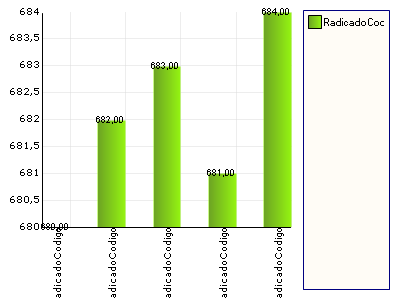 684
683,5
683
682,5
682
681,5
681
680,5
680
680,00
682,00
683,00
681,00
684,00
adicadoCodigo
adicadoCodigo
adicadoCodigo
adicadoCodigo
adicadoCodigo
RadicadoCoc